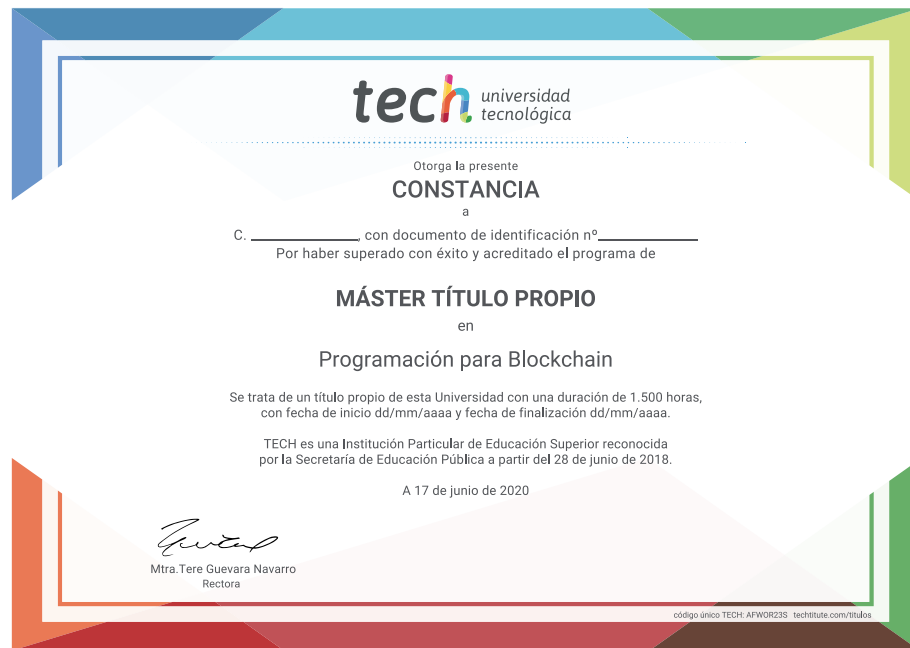 tech universidad
tecnológica
Otorga la presente
CONSTANCIA
a
C. ____________, con documento de identificación nº____________
Por haber superado con éxito y acreditado el programa de
MÁSTER TÍTULO PROPIO
en
Programación para Blockchain
Se trata de un título propio de esta Universidad con una duración de 1.500 horas,
con fecha de inicio dd/mm/aaaa y fecha de finalización dd/mm/aaaa.
TECH es una Institución Particular de Educación Superior reconocida
por la Secretaría de Educación Pública a partir del 28 de junio de 2018.
A 17 de junio de 2020
Mtra.Tere Guevara Navarro
Rectora
código único TECH: AFWOR23S techtitute.com/titulos